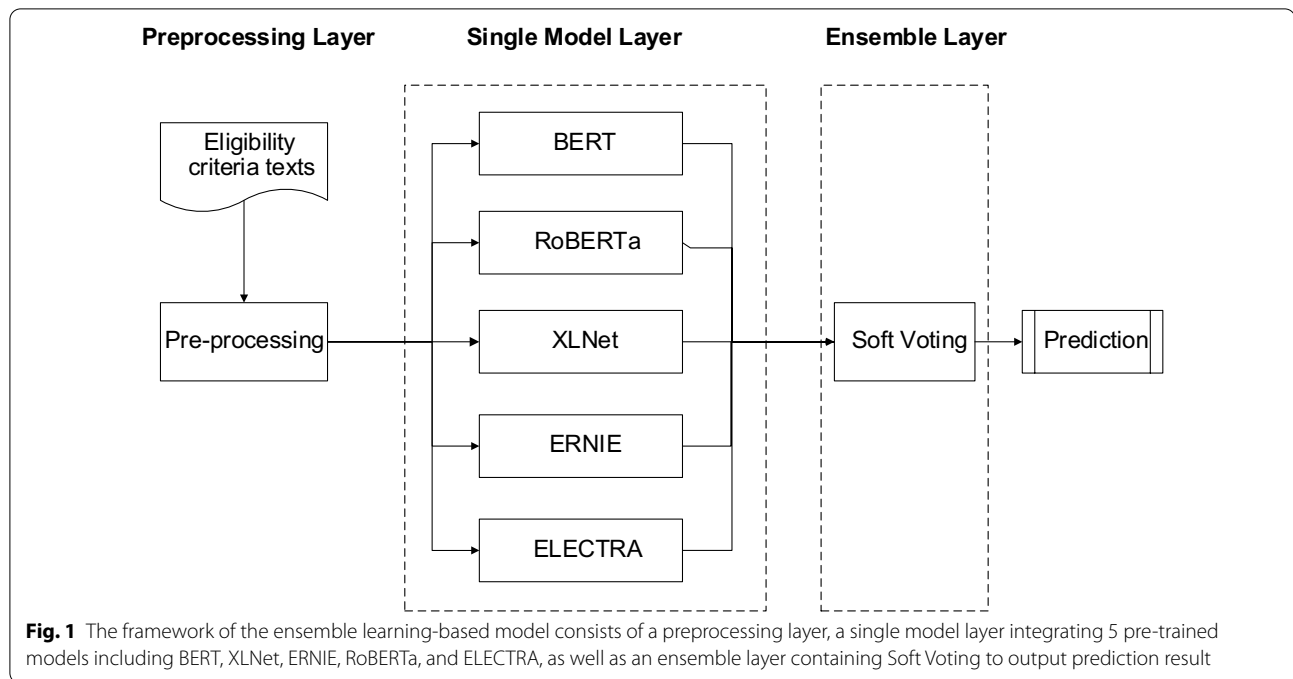 Preprocessing Layer
Single Model Layer
Ensemble Layer
Eligibility
criteria texts
Pre-processing
BERT
RoBERTa
XLNet
ERNIE
ELECTRA
Soft Voting
Prediction
Fig. 1 The framework of the ensemble learning-based model consists of a preprocessing layer, a single model layer integrating 5 pre-trained
models including BERT, XLNet, ERNIE, RoBERTa, and ELECTRA, as well as an ensemble layer containing Soft Voting to output prediction result